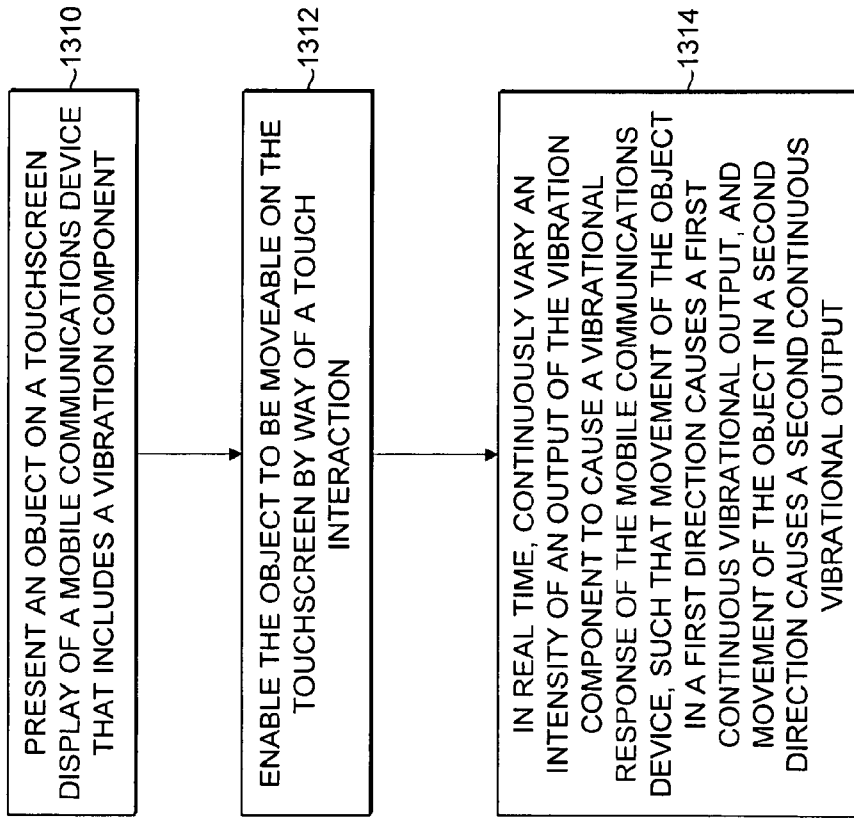 PRESENT AN OBJECT ON A TOUCHSCREEN
DISPLAY OF A MOBILE COMMUNICATIONS DEVICE
THAT INCLUDES A VIBRATION COMPONENT
1310
ENABLE THE OBJECT TO BE MOVEABLE ON THE
TOUCHSCREEN BY WAY OF A TOUCH
INTERACTION
1312
IN REAL TIME, CONTINUOUSLY VARY AN
INTENSITY OF AN OUTPUT OF THE VIBRATION
COMPONENT TO CAUSE A VIBRATIONAL
RESPONSE OF THE MOBILE COMMUNICATIONS
DEVICE, SUCH THAT MOVEMENT OF THE OBJECT
IN A FIRST DIRECTION CAUSES A FIRST
CONTINUOUS VIBRATIONAL OUTPUT, AND
MOVEMENT OF THE OBJECT IN A SECOND
DIRECTION CAUSES A SECOND CONTINUOUS
VIBRATIONAL OUTPUT
1314